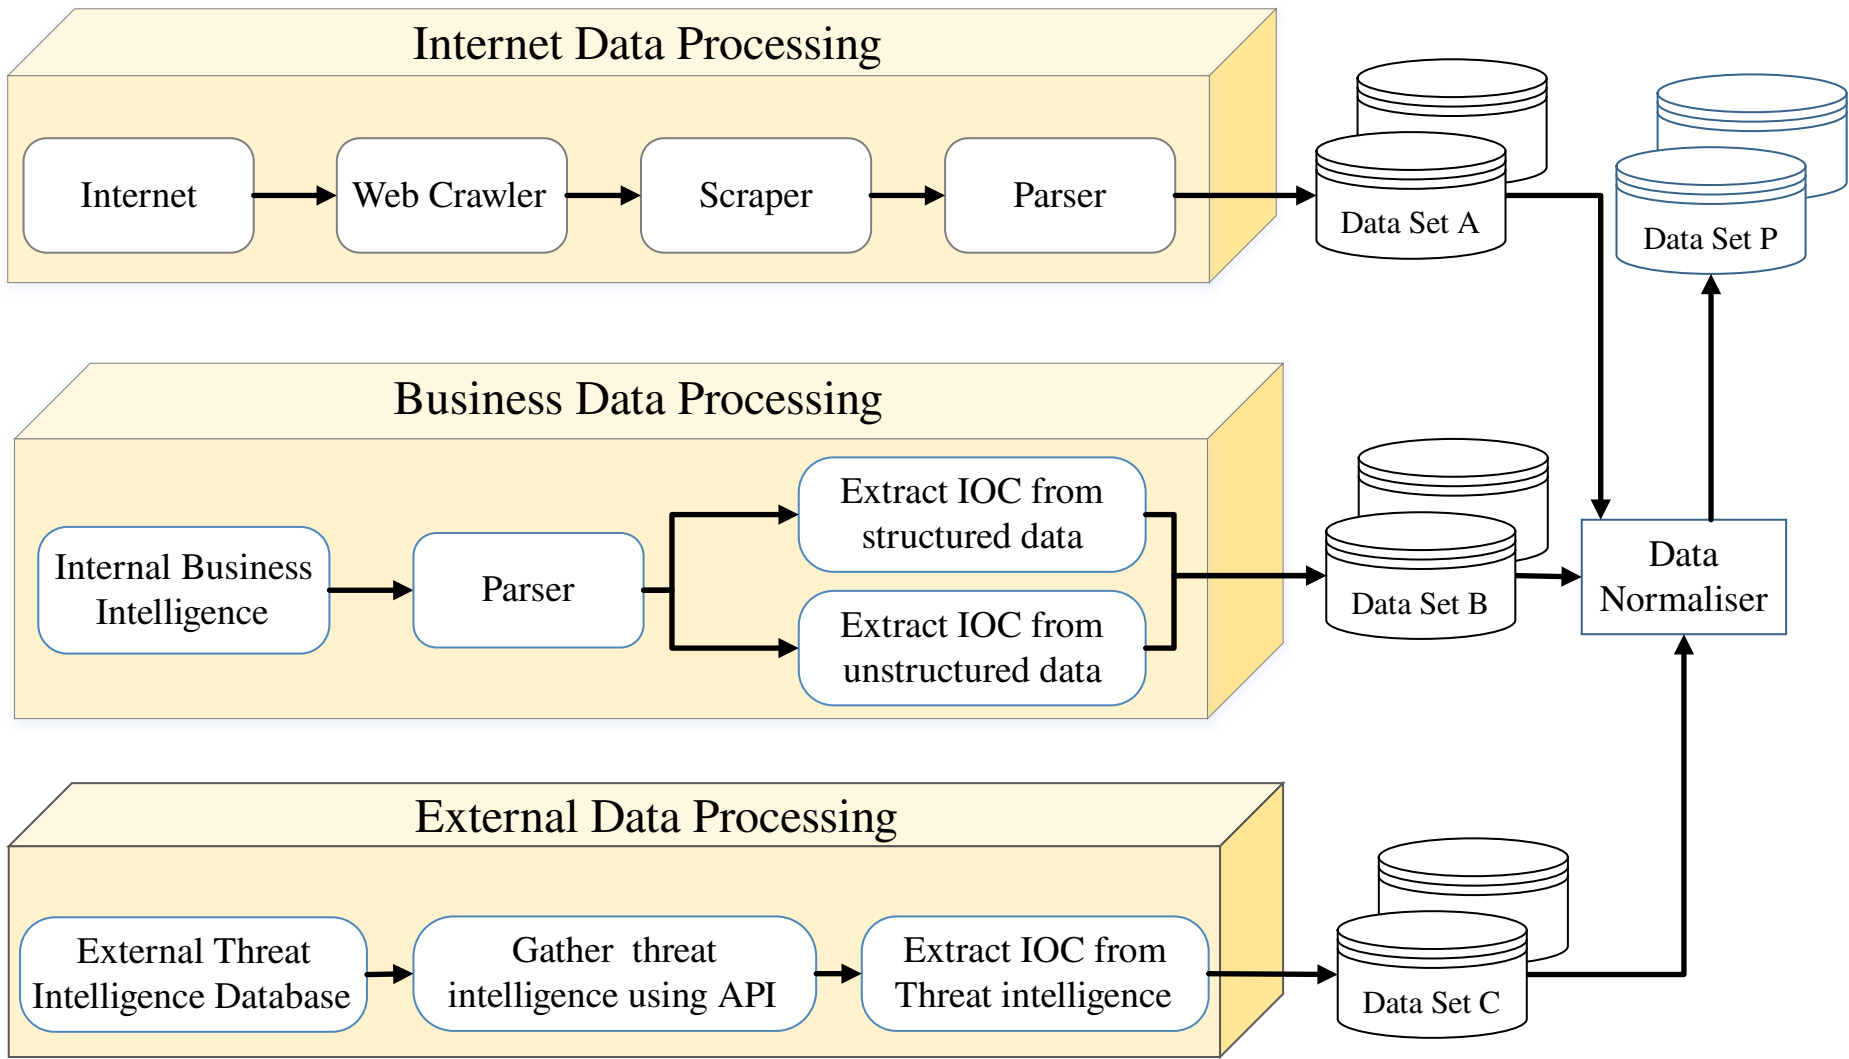 Internet Data Processing
Internet
Web Crawler
Scraper
Parser
Data Set A
Data Set P
Business Data Processing
Internal Business
Intelligence
Parser
Extract IOC from
structured data
Extract IOC from
unstructured data
Data Set B
Data
Normaliser
External Data Processing
External Threat
Intelligence Database
Gather  threat
intelligence using API
Extract IOC from
Threat intelligence
Data Set C